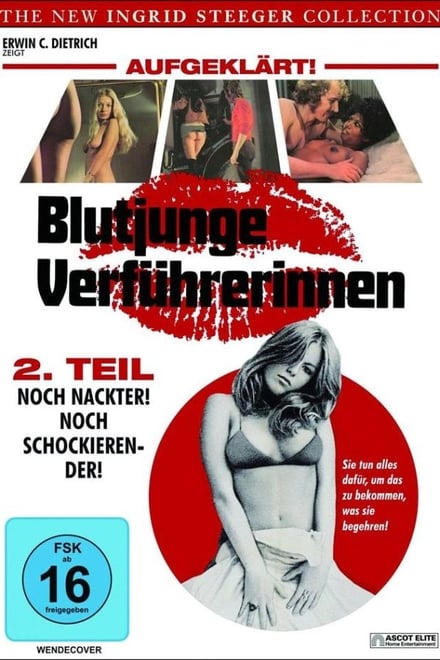 THE NEW INGRID STEEGER COLLECTION
ERWIN C. DIETRICH
ZEIGT
AUFGEKLÄRT!
Blutjunge
Verführerinnen
2. TEIL
NOCH NACKTER!
NOCH
SCHOCKIEREN-
DER!
Sie tun alles
dafür, um das
zu bekommen,
was sie
begehren!
FSK
ab
16
freigegeben
WENDECOVER
ASCOT ELITE
Home Entertainment